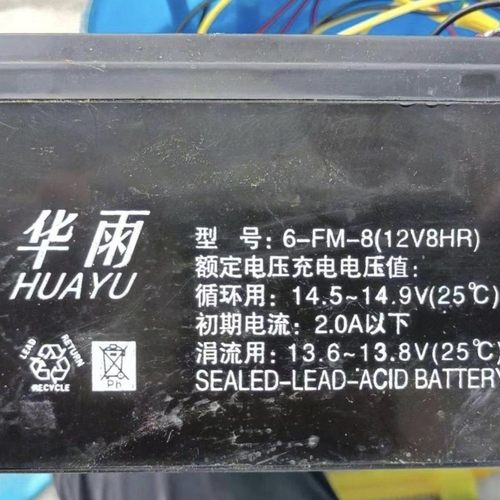 华雨
HUAYU
型 号: 6-FM-8(12V8HR)
额定电压充电电压值:
循环用: 14.5~14.9V(25℃)
初期电流: 2.0A以下
涓流用: 13.6~13.8V(25℃)
SEALED-LEAD-ACID BATTERY
LEAD
RETURN
RECYCLE
Pb